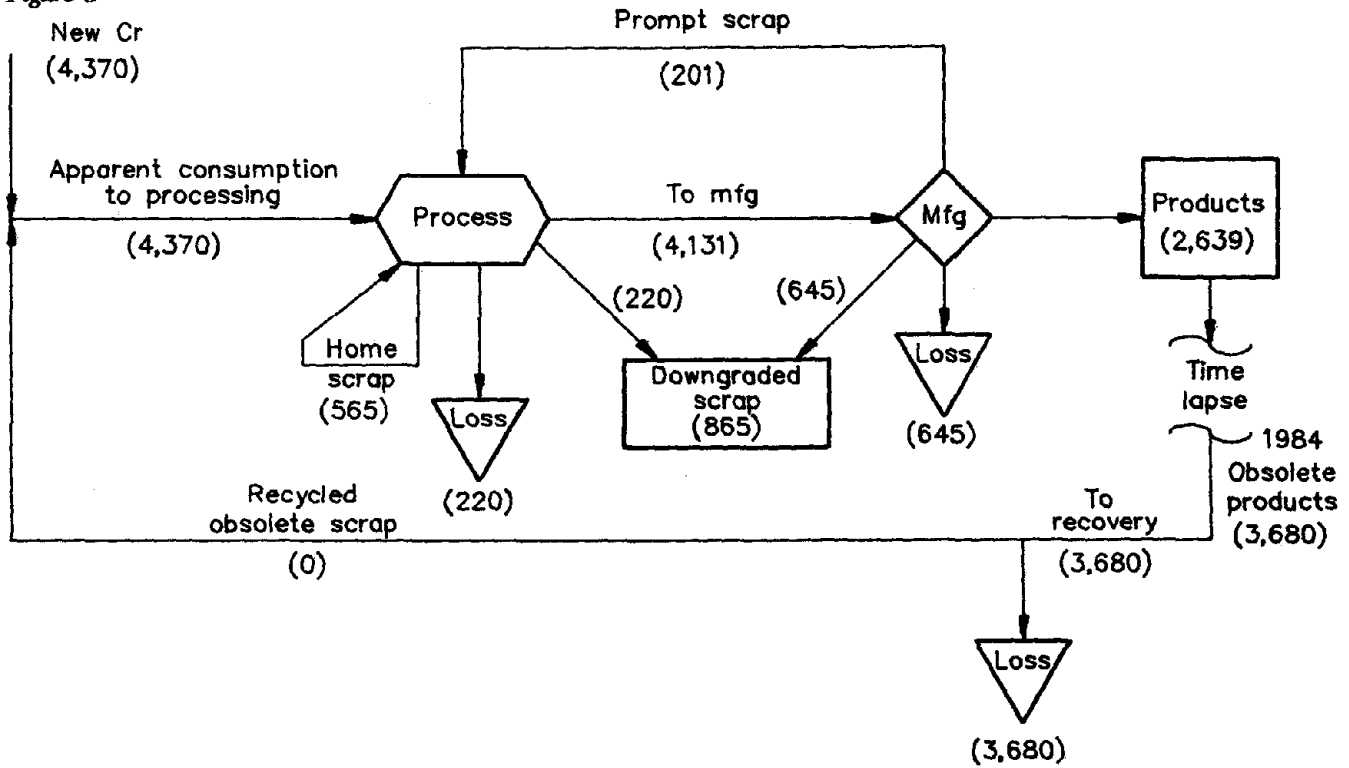 New Cr
(4,370)
Prompt scrap
(201)
Apparent consumption
to processing
(4,370)
Process
To mfg
(4,131)
Mfg
Products
(2,639)
(220)
(645)
Home
scrap
(565)
Loss
(220)
Downgraded
scrap
(865)
Loss
(645)
Time
lapse
1984
Obsolete
products
(3,680)
Recycled
obsolete scrap
(0)
To
recovery
(3,680)
Loss
(3,680)